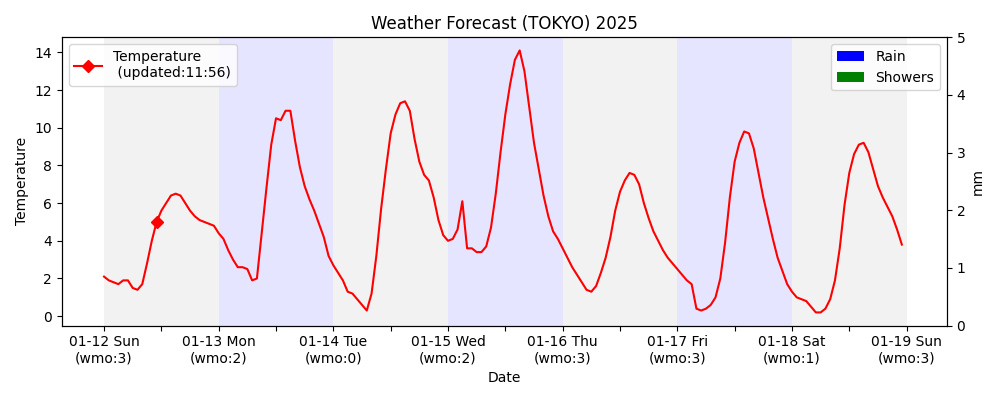 Weather Forecast (TOKYO) 2025
Temperature
(updated:11:56)
Rain
Showers
14
12
10
8
6
4
2
0
Temperature
5
4
3
2
1
0
mm
01-12 Sun
(wmo:3)
01-13 Mon
(wmo:2)
01-14 Tue
(wmo:0)
01-15 Wed
(wmo:2)
01-16 Thu
(wmo:3)
01-17 Fri
(wmo:3)
01-18 Sat
(wmo:1)
01-19 Sun
(wmo:3)
Date